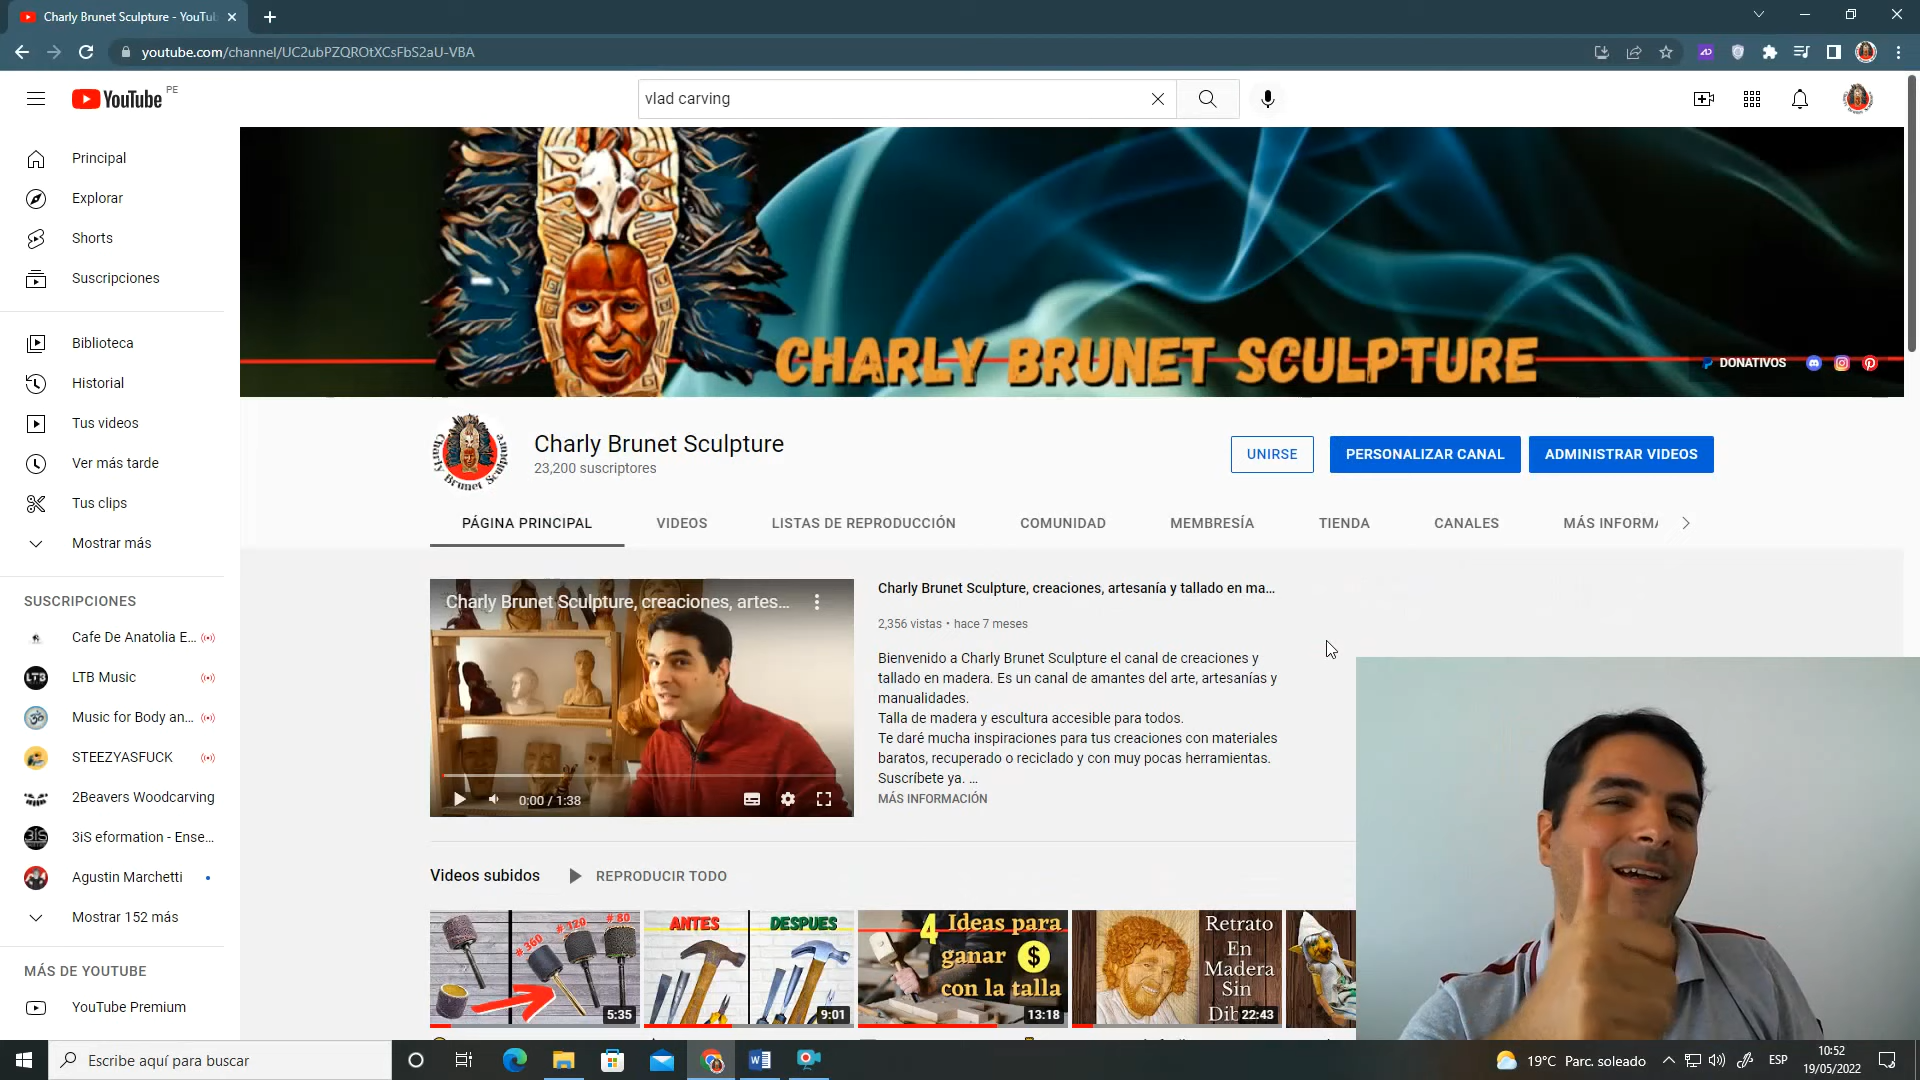 Charly Brunet Sculpture - YouTu
youtube.com/channel/UC2ubPZQROtXCsFbS2aU-VBA
YouTube PE
vlad carving
Principal
Explorar
Shorts
Suscripciones
Biblioteca
Historial
Tus videos
Ver más tarde
Tus clips
Mostrar más
SUSCRIPCIONES
Cafe De Anatolia E...
LTB Music
Music for Body an...
STEEZYASFUCK
2Beavers Woodcarving
3iS eformation - Ense...
Agustin Marchetti
Mostrar 152 más
MÁS DE YOUTUBE
YouTube Premium
CHARLY BRUNET SCULPTURE
DONATIVOS
Charly Brunet Sculpture
Charly Brunet Sculpture
23,200 suscriptores
UNIRSE
PERSONALIZAR CANAL
ADMINISTRAR VIDEOS
PÁGINA PRINCIPAL
VIDEOS
LISTAS DE REPRODUCCIÓN
COMUNIDAD
MEMBRESÍA
TIENDA
CANALES
MÁS INFORMA
Charly Brunet Sculpture, creaciones, artes...
0:00 / 1:38
Charly Brunet Sculpture, creaciones, artesanía y tallado en ma...
2,356 vistas • hace 7 meses
Bienvenido a Charly Brunet Sculpture el canal de creaciones y
tallado en madera. Es un canal de amantes del arte, artesanías y
manualidades.
Talla de madera y escultura accesible para todos.
Te daré mucha inspiraciones para tus creaciones con materiales
baratos, recuperado o reciclado y con muy pocas herramientas.
Suscríbete ya. ...
MÁS INFORMACIÓN
Videos subidos
REPRODUCIR TODO
# 360
# 120
# 80
5:35
ANTES
DESPUES
9:01
4 Ideas para
ganar $
con la talla
13:18
Retrato
En
Madera
Sin
Dib
22:43
Escribe aquí para buscar
19°C Parc. soleado
ESP
10:52
19/05/2022